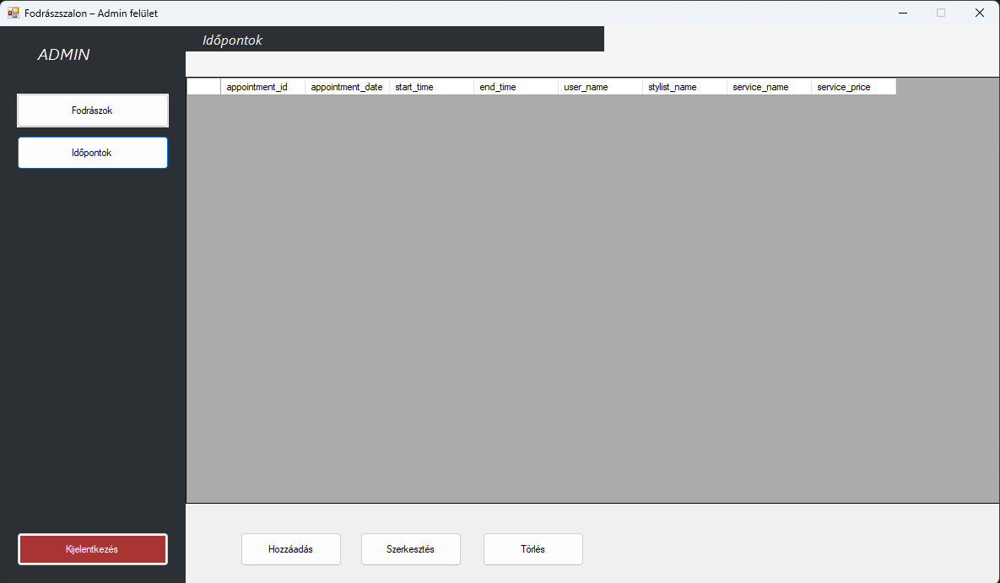 Fodrászszalon – Admin felület
ADMIN
Időpontok
Fodrászok
Időpontok
appointment_id appointment_date start_time end_time user_name stylist_name service_name service_price
Kijelentkezés
Hozzáadás Szerkesztés Törlés